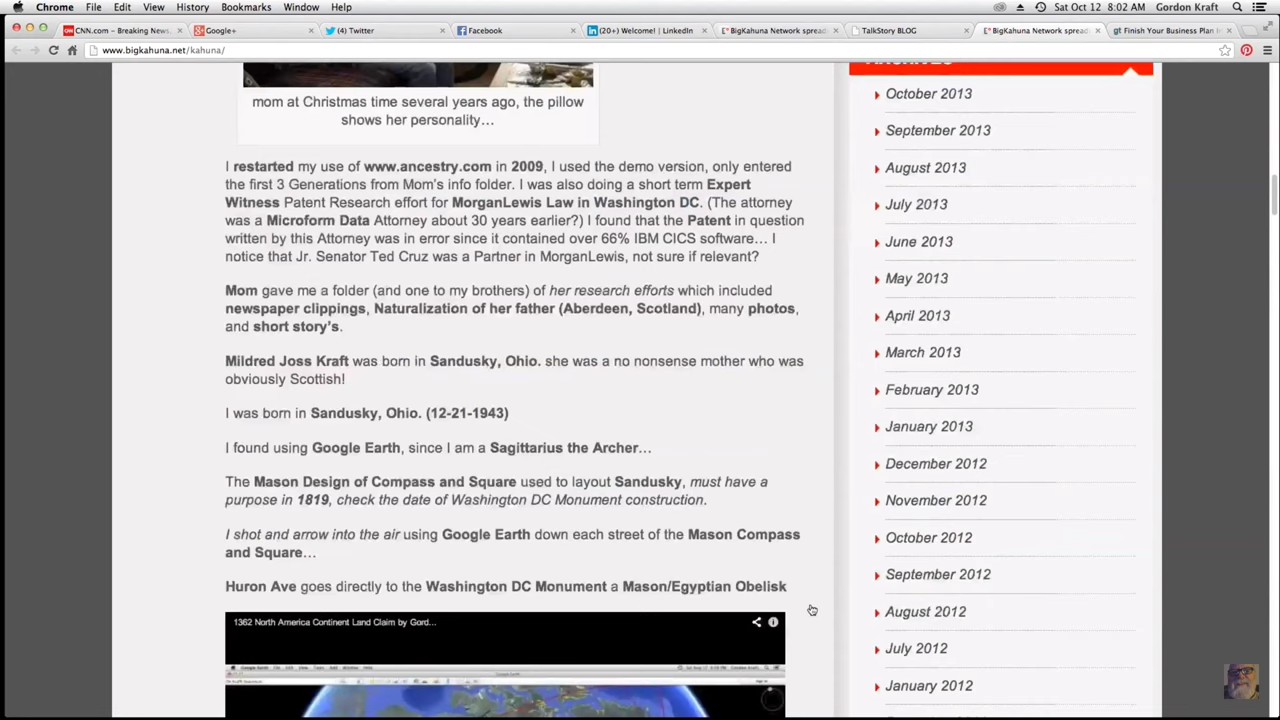 Chrome File Edit View History Bookmarks Window Help
Sat Oct 12 8:02 AM Gordon Kraft
CNN.com – Breaking News,
Google+
(4) Twitter
Facebook
(20+) Welcome! | LinkedIn
BigKahuna Network spread
TalkStory BLOG
BigKahuna Network spread
gt Finish Your Business Plan in
www.bigkahuna.net/kahuna/
mom at Christmas time several years ago, the pillow
shows her personality…
I restarted my use of www.ancestry.com in 2009, I used the demo version, only entered
the first 3 Generations from Mom's info folder. I was also doing a short term Expert
Witness Patent Research effort for MorganLewis Law in Washington DC. (The attorney
was a Microform Data Attorney about 30 years earlier?) I found that the Patent in question
written by this Attorney was in error since it contained over 66% IBM CICS software… I
notice that Jr. Senator Ted Cruz was a Partner in MorganLewis, not sure if relevant?
Mom gave me a folder (and one to my brothers) of her research efforts which included
newspaper clippings, Naturalization of her father (Aberdeen, Scotland), many photos,
and short story's.
Mildred Joss Kraft was born in Sandusky, Ohio. she was a no nonsense mother who was
obviously Scottish!
I was born in Sandusky, Ohio. (12-21-1943)
I found using Google Earth, since I am a Sagittarius the Archer…
The Mason Design of Compass and Square used to layout Sandusky, must have a
purpose in 1819, check the date of Washington DC Monument construction.
I shot and arrow into the air using Google Earth down each street of the Mason Compass
and Square…
Huron Ave goes directly to the Washington DC Monument a Mason/Egyptian Obelisk
1362 North America Continent Land Claim by Gord...
ARCHIVES
October 2013
September 2013
August 2013
July 2013
June 2013
May 2013
April 2013
March 2013
February 2013
January 2013
December 2012
November 2012
October 2012
September 2012
August 2012
July 2012
January 2012